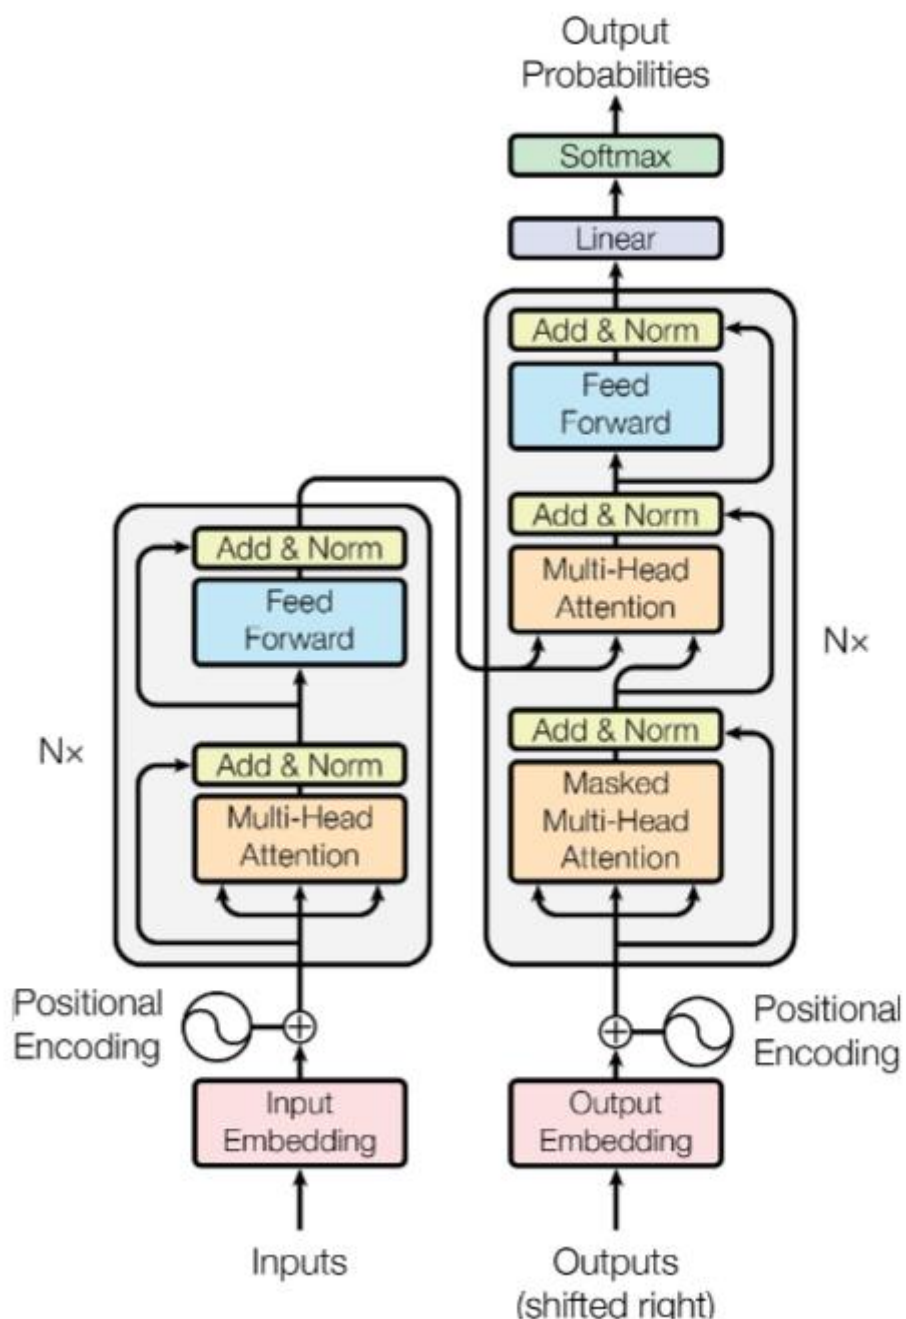 Output
Probabilities
Softmax
Linear
Add & Norm
Feed
Forward
Add & Norm
Multi-Head
Attention
Add & Norm
Masked
Multi-Head
Attention
Nx
Add & Norm
Feed
Forward
Add & Norm
Multi-Head
Attention
Nx
Positional
Encoding
Positional
Encoding
Input
Embedding
Output
Embedding
Inputs
Outputs
(shifted right)